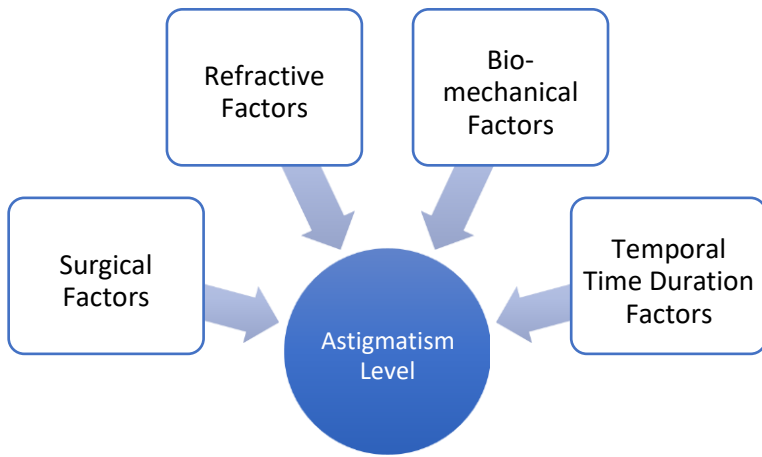 Refractive
Factors
Bio-
mechanical
Factors
Surgical
Factors
Temporal
Time Duration
Factors
Astigmatism
Level